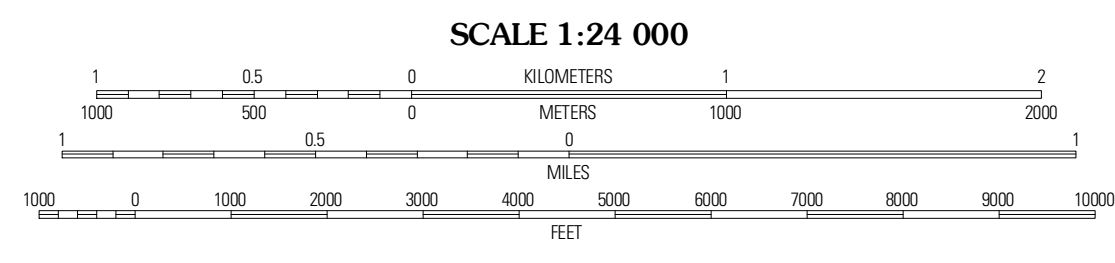 SCALE 1:24 000
1 0.5 0 KILOMETERS 1 2
1000 500 0 METERS 1000 2000
1 0.5 0 1
MILES
1000 0 1000 2000 3000 4000 5000 6000 7000 8000 9000 10000
FEET